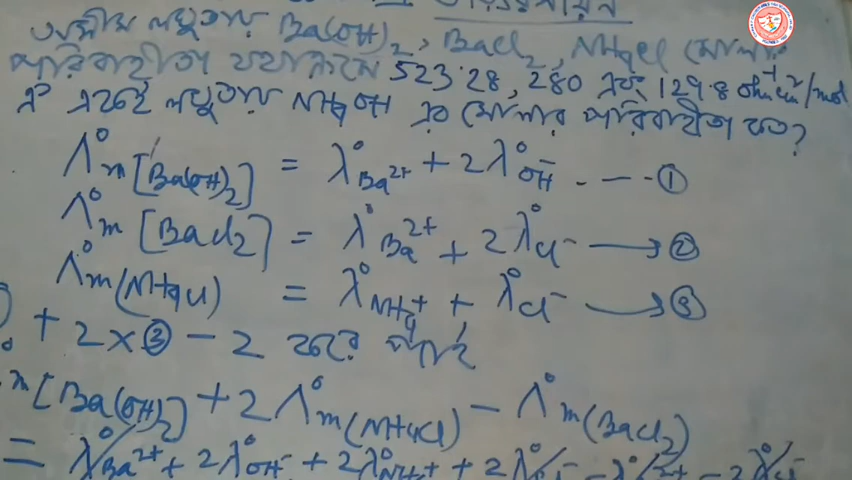 অসীম লঘুতায় Ba(OH)₂, BaCl₂, NH4Cl মোলার
পরিবাহীতা যথাক্রমে 523.28, 280 এবং 129.8 ohm⁻¹cm²/mol
ঐ একই লঘুতায় NH4OH এর মোলার পরিবাহীতা কত?
Λ°m [Ba(OH)₂] = λ°Ba²⁺ + 2λ°OH⁻ - - - ①
Λ°m [BaCl₂] = λ°Ba²⁺ + 2λ°Cl⁻ → ②
Λ°m(NH4Cl) = λ°NH₄⁺ + λ°Cl⁻ → ③
+ 2×③ − 2 করে পাই
m[Ba(OH)₂] + 2Λ°m(NH4Cl) − Λ°m(BaCl₂)
= λ°Ba²⁺ + 2λ°OH⁻ + 2λ°NH₄⁺ + 2λ°Cl⁻ − λ°Ba²⁺ − 2λ°Cl⁻